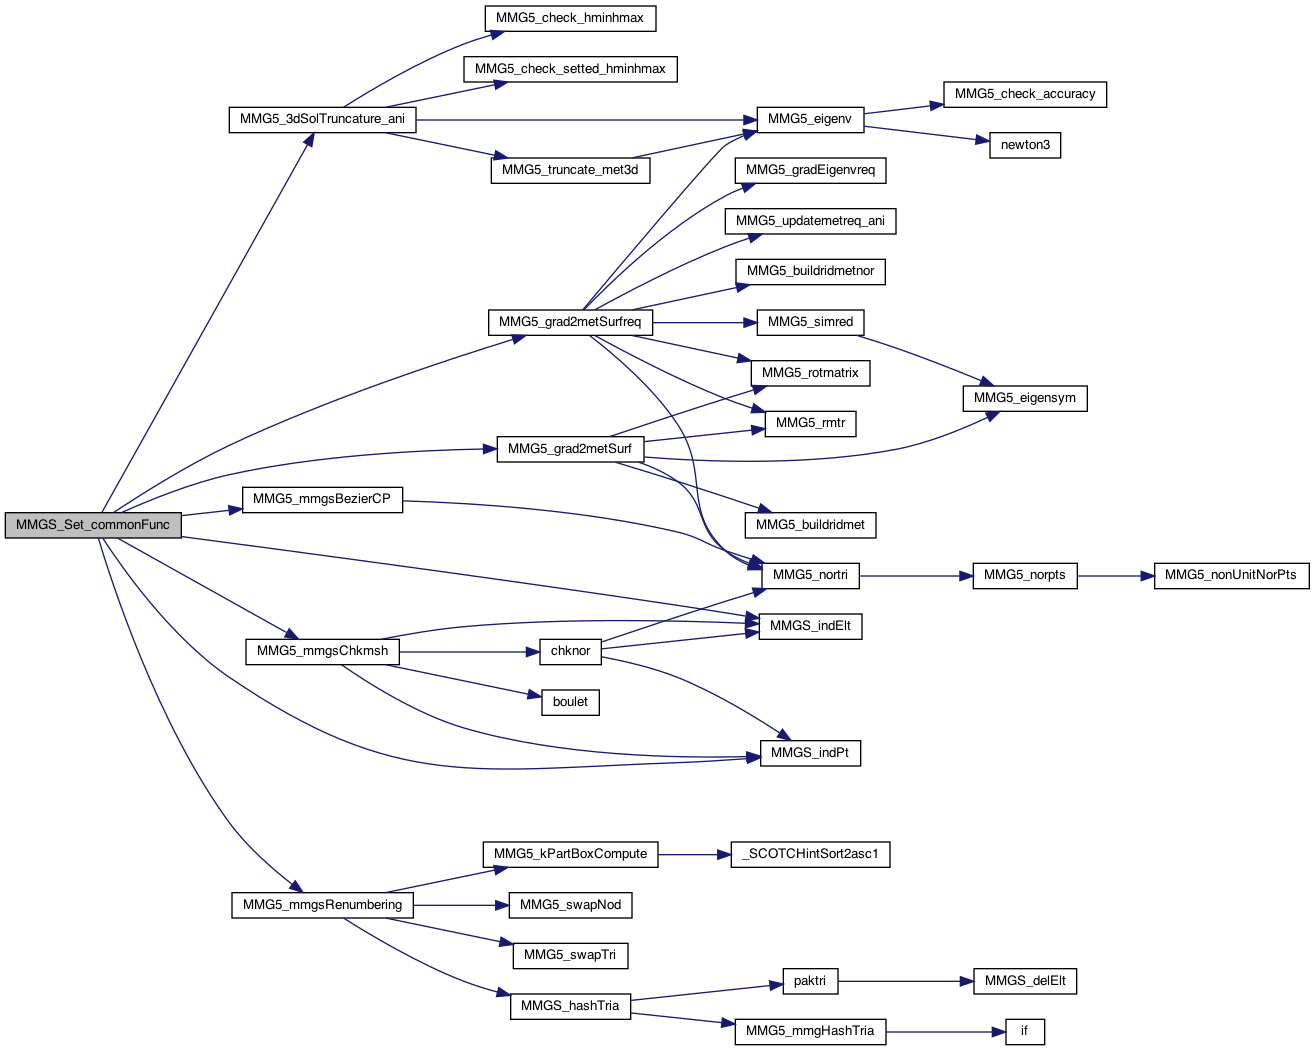 MMG5_check_hminhmax
MMG5_check_setted_hminhmax
MMG5_check_accuracy
MMG5_3dSolTruncature_ani
MMG5_eigenv
newton3
MMG5_truncate_met3d
MMG5_gradEigenvreq
MMG5_updatemetreq_ani
MMG5_buildridmetnor
MMG5_grad2metSurfreq
MMG5_simred
MMG5_rotmatrix
MMG5_eigensym
MMG5_rmtr
MMG5_grad2metSurf
MMG5_mmgsBezierCP
MMGS_Set_commonFunc
MMG5_buildridmet
MMG5_nortri
MMG5_norpts
MMG5_nonUnitNorPts
MMGS_indElt
MMG5_mmgsChkmsh
chknor
boulet
MMGS_indPt
MMG5_kPartBoxCompute
_SCOTCHintSort2asc1
MMG5_mmgsRenumbering
MMG5_swapNod
MMG5_swapTri
paktri
MMGS_delElt
MMGS_hashTria
MMG5_mmgHashTria
if